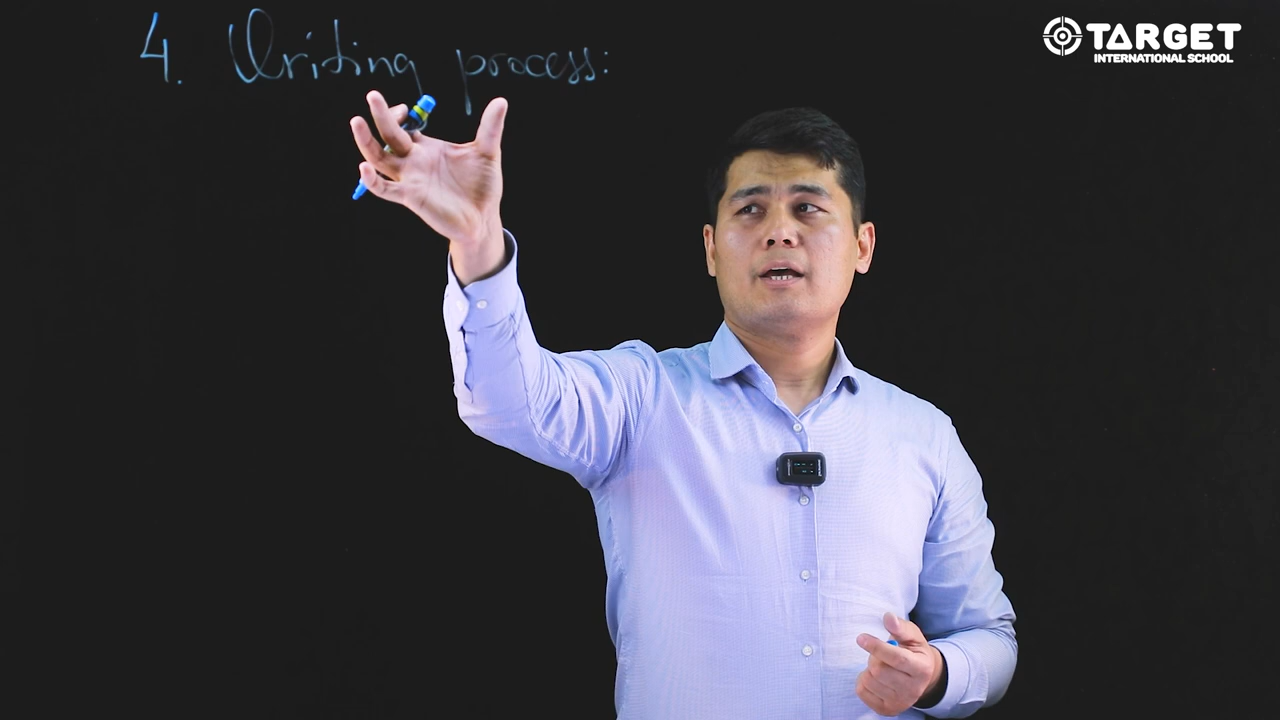 4. Writing process:
TARGET
INTERNATIONAL SCHOOL